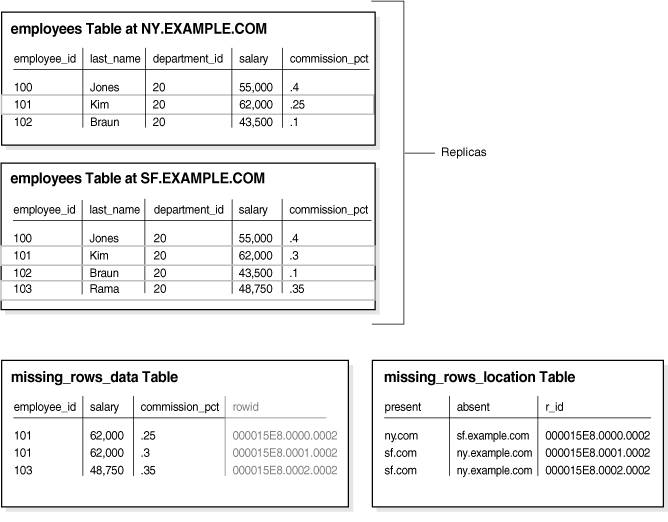 employees Table at NY.EXAMPLE.COM
employee_id last_name department_id salary commission_pct
100 Jones 20 55,000 .4
101 Kim 20 62,000 .25
102 Braun 20 43,500 .1
Replicas
employees Table at SF.EXAMPLE.COM
employee_id last_name department_id salary commission_pct
100 Jones 20 55,000 .4
101 Kim 20 62,000 .3
102 Braun 20 43,500 .1
103 Rama 20 48,750 .35
missing_rows_data Table
employee_id salary commission_pct rowid
101 62,000 .25 000015E8.0000.0002
101 62,000 .3 000015E8.0001.0002
103 48,750 .35 000015E8.0002.0002
missing_rows_location Table
present absent r_id
ny.com sf.example.com 000015E8.0000.0002
sf.com ny.example.com 000015E8.0001.0002
sf.com ny.example.com 000015E8.0002.0002